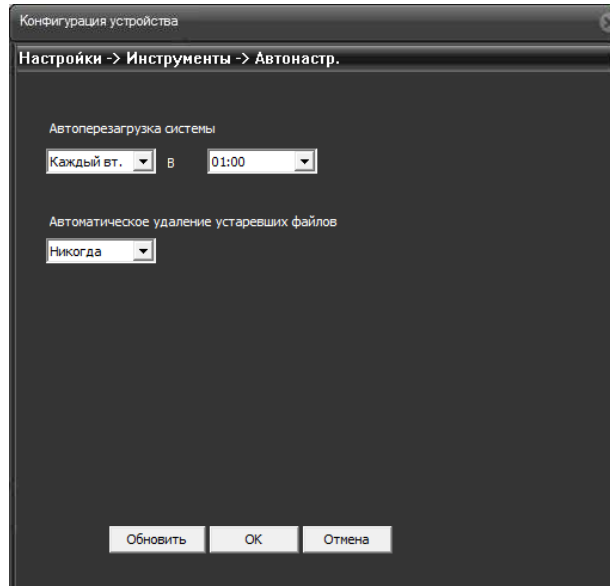 Конфигурация устройства
Настройки -> Инструменты -> Автонастр.
Автоперезагрузка системы
Каждый вт. В 01:00
Автоматическое удаление устаревших файлов
Никогда
Обновить OK Отмена